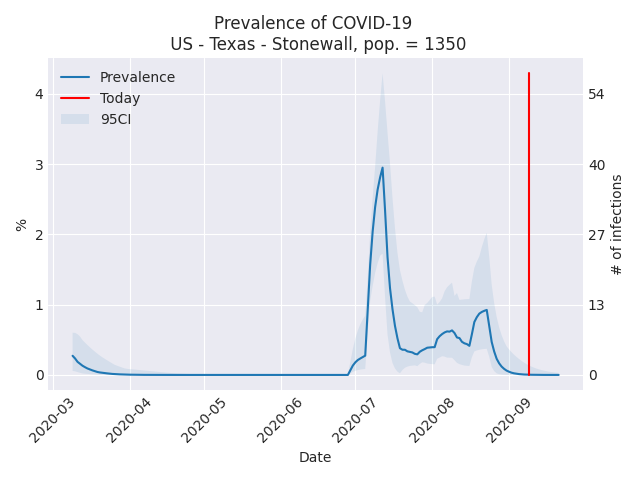 Prevalence of COVID-19
US - Texas - Stonewall, pop. = 1350
Prevalence
Today
95CI
4
3
2
1
0
%
54
40
27
13
0
# of infections
2020-03
2020-04
2020-05
2020-06
2020-07
2020-08
2020-09
Date